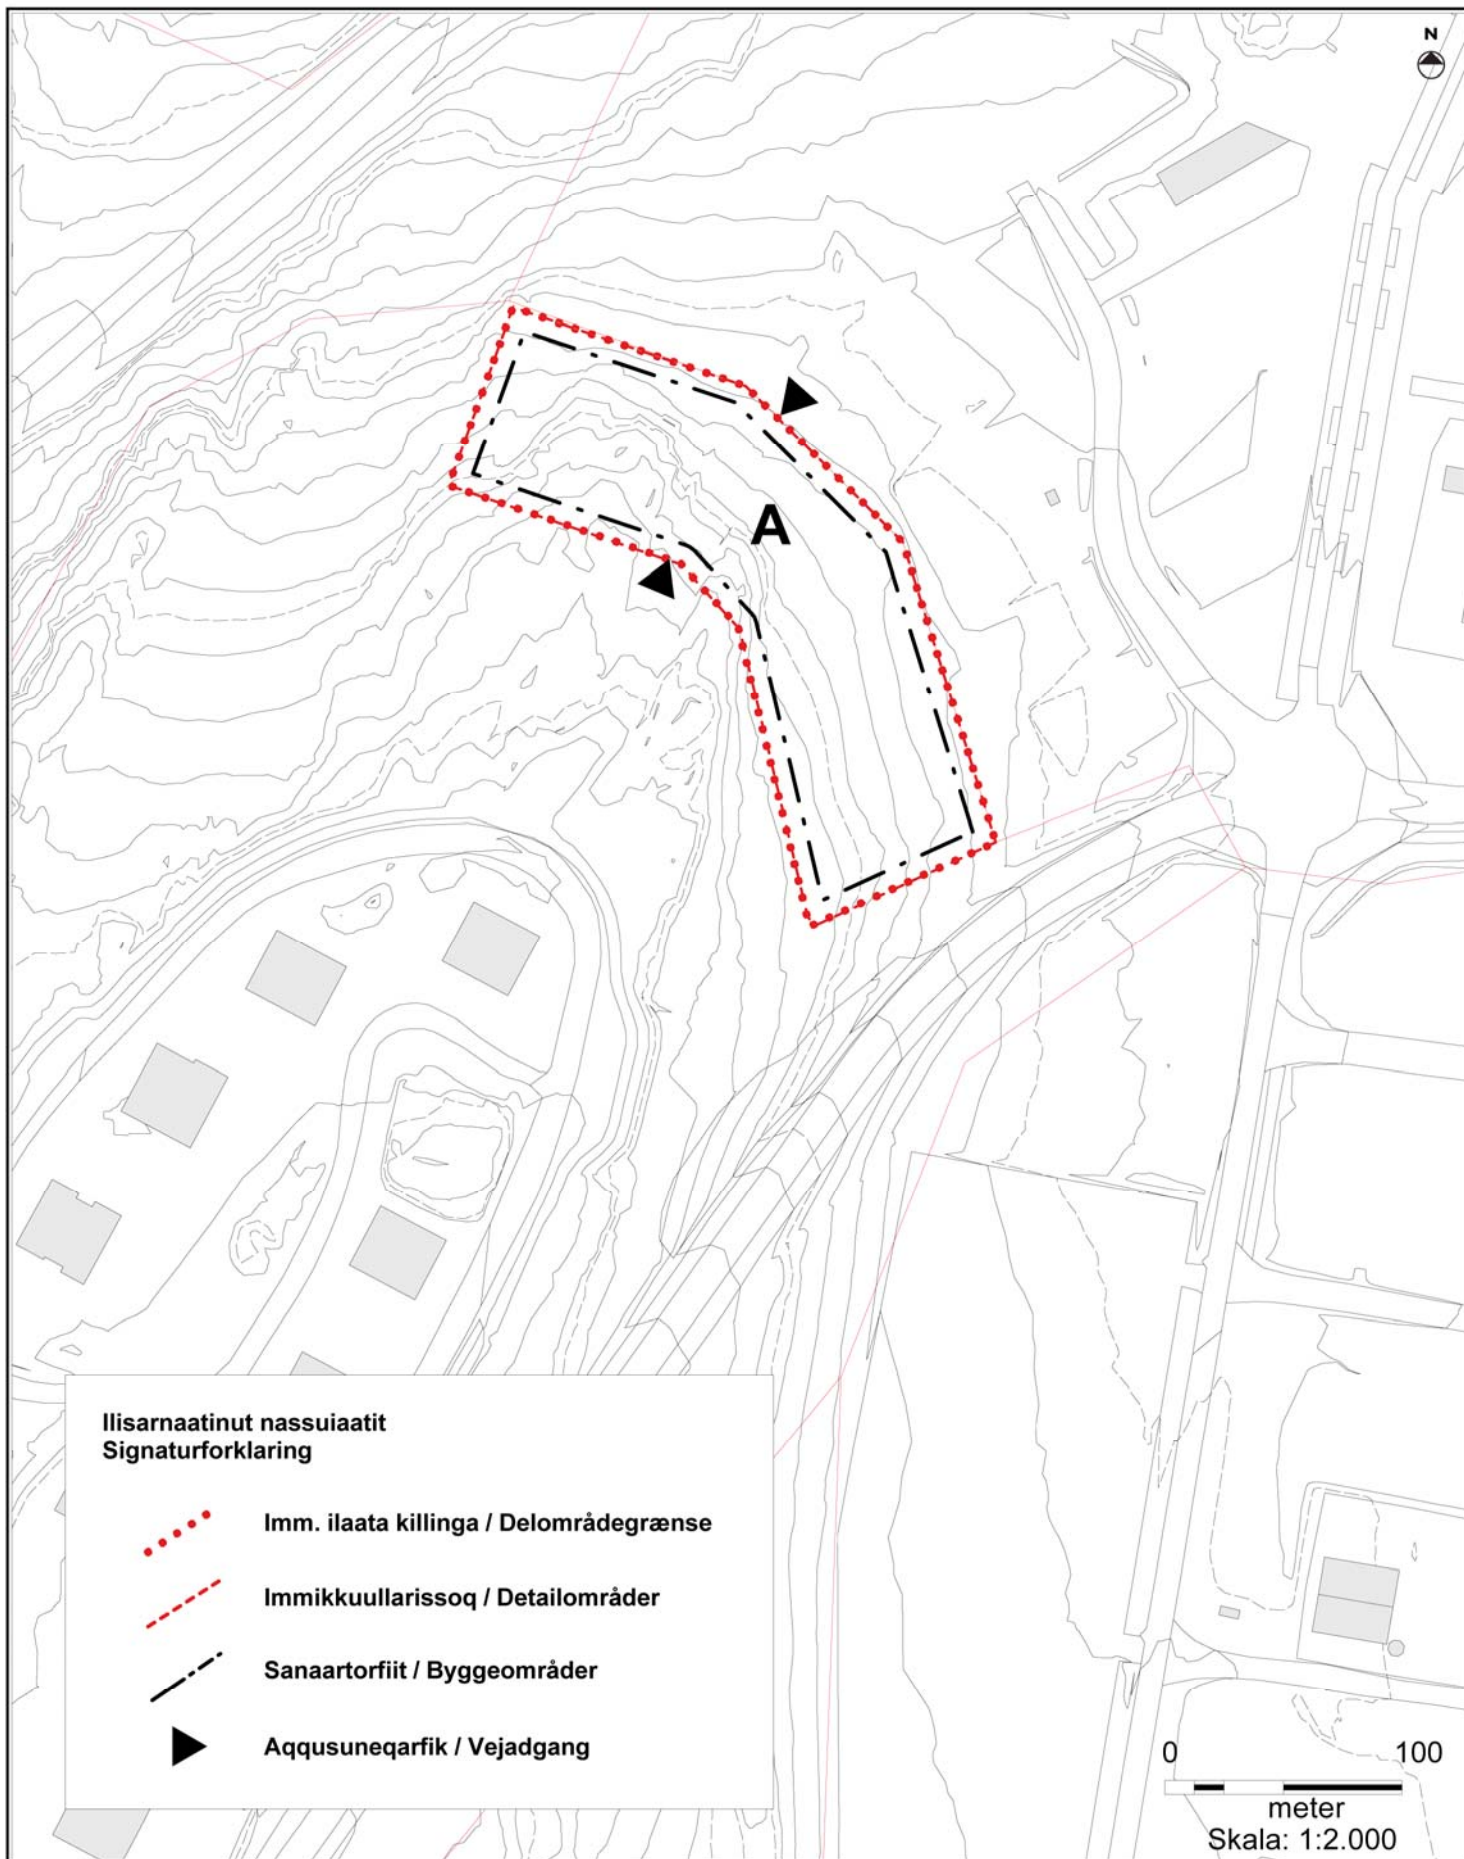 N
A
Ilisarnaatinut nassuiaatit
Signaturforklaring
Imm. ilaata killinga / Delområdegrænse
Immikkuullarissoq / Detailområder
Sanaartorfiit / Byggeområder
Aqqusuneqarfik / Vejadgang
0 100
meter
Skala: 1:2.000